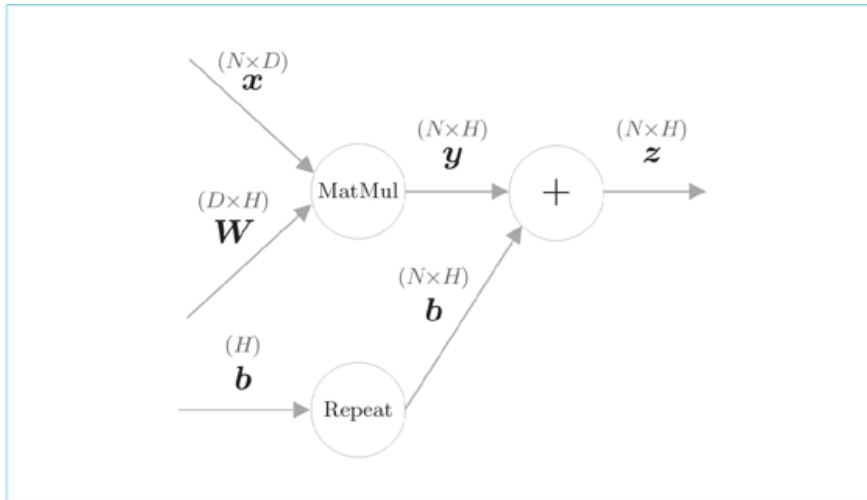 (N×D)
x
(N×H)
y
(N×H)
z
MatMul
+
(D×H)
W
(N×H)
b
(H)
b
Repeat